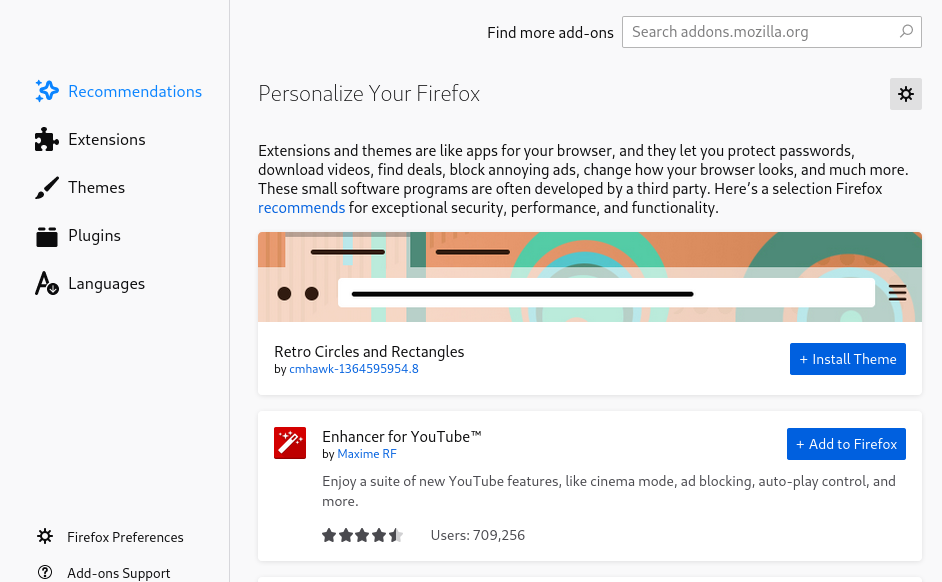 Find more add-ons
Search addons.mozilla.org
Recommendations
Extensions
Themes
Plugins
Languages
Firefox Preferences
Add-ons Support
Personalize Your Firefox
Extensions and themes are like apps for your browser, and they let you protect passwords,
download videos, find deals, block annoying ads, change how your browser looks, and much more.
These small software programs are often developed by a third party. Here’s a selection Firefox
recommends for exceptional security, performance, and functionality.
Retro Circles and Rectangles
by cmhawk-1364595954.8
+ Install Theme
Enhancer for YouTube™
by Maxime RF
+ Add to Firefox
Enjoy a suite of new YouTube features, like cinema mode, ad blocking, auto-play control, and
more.
Users: 709,256